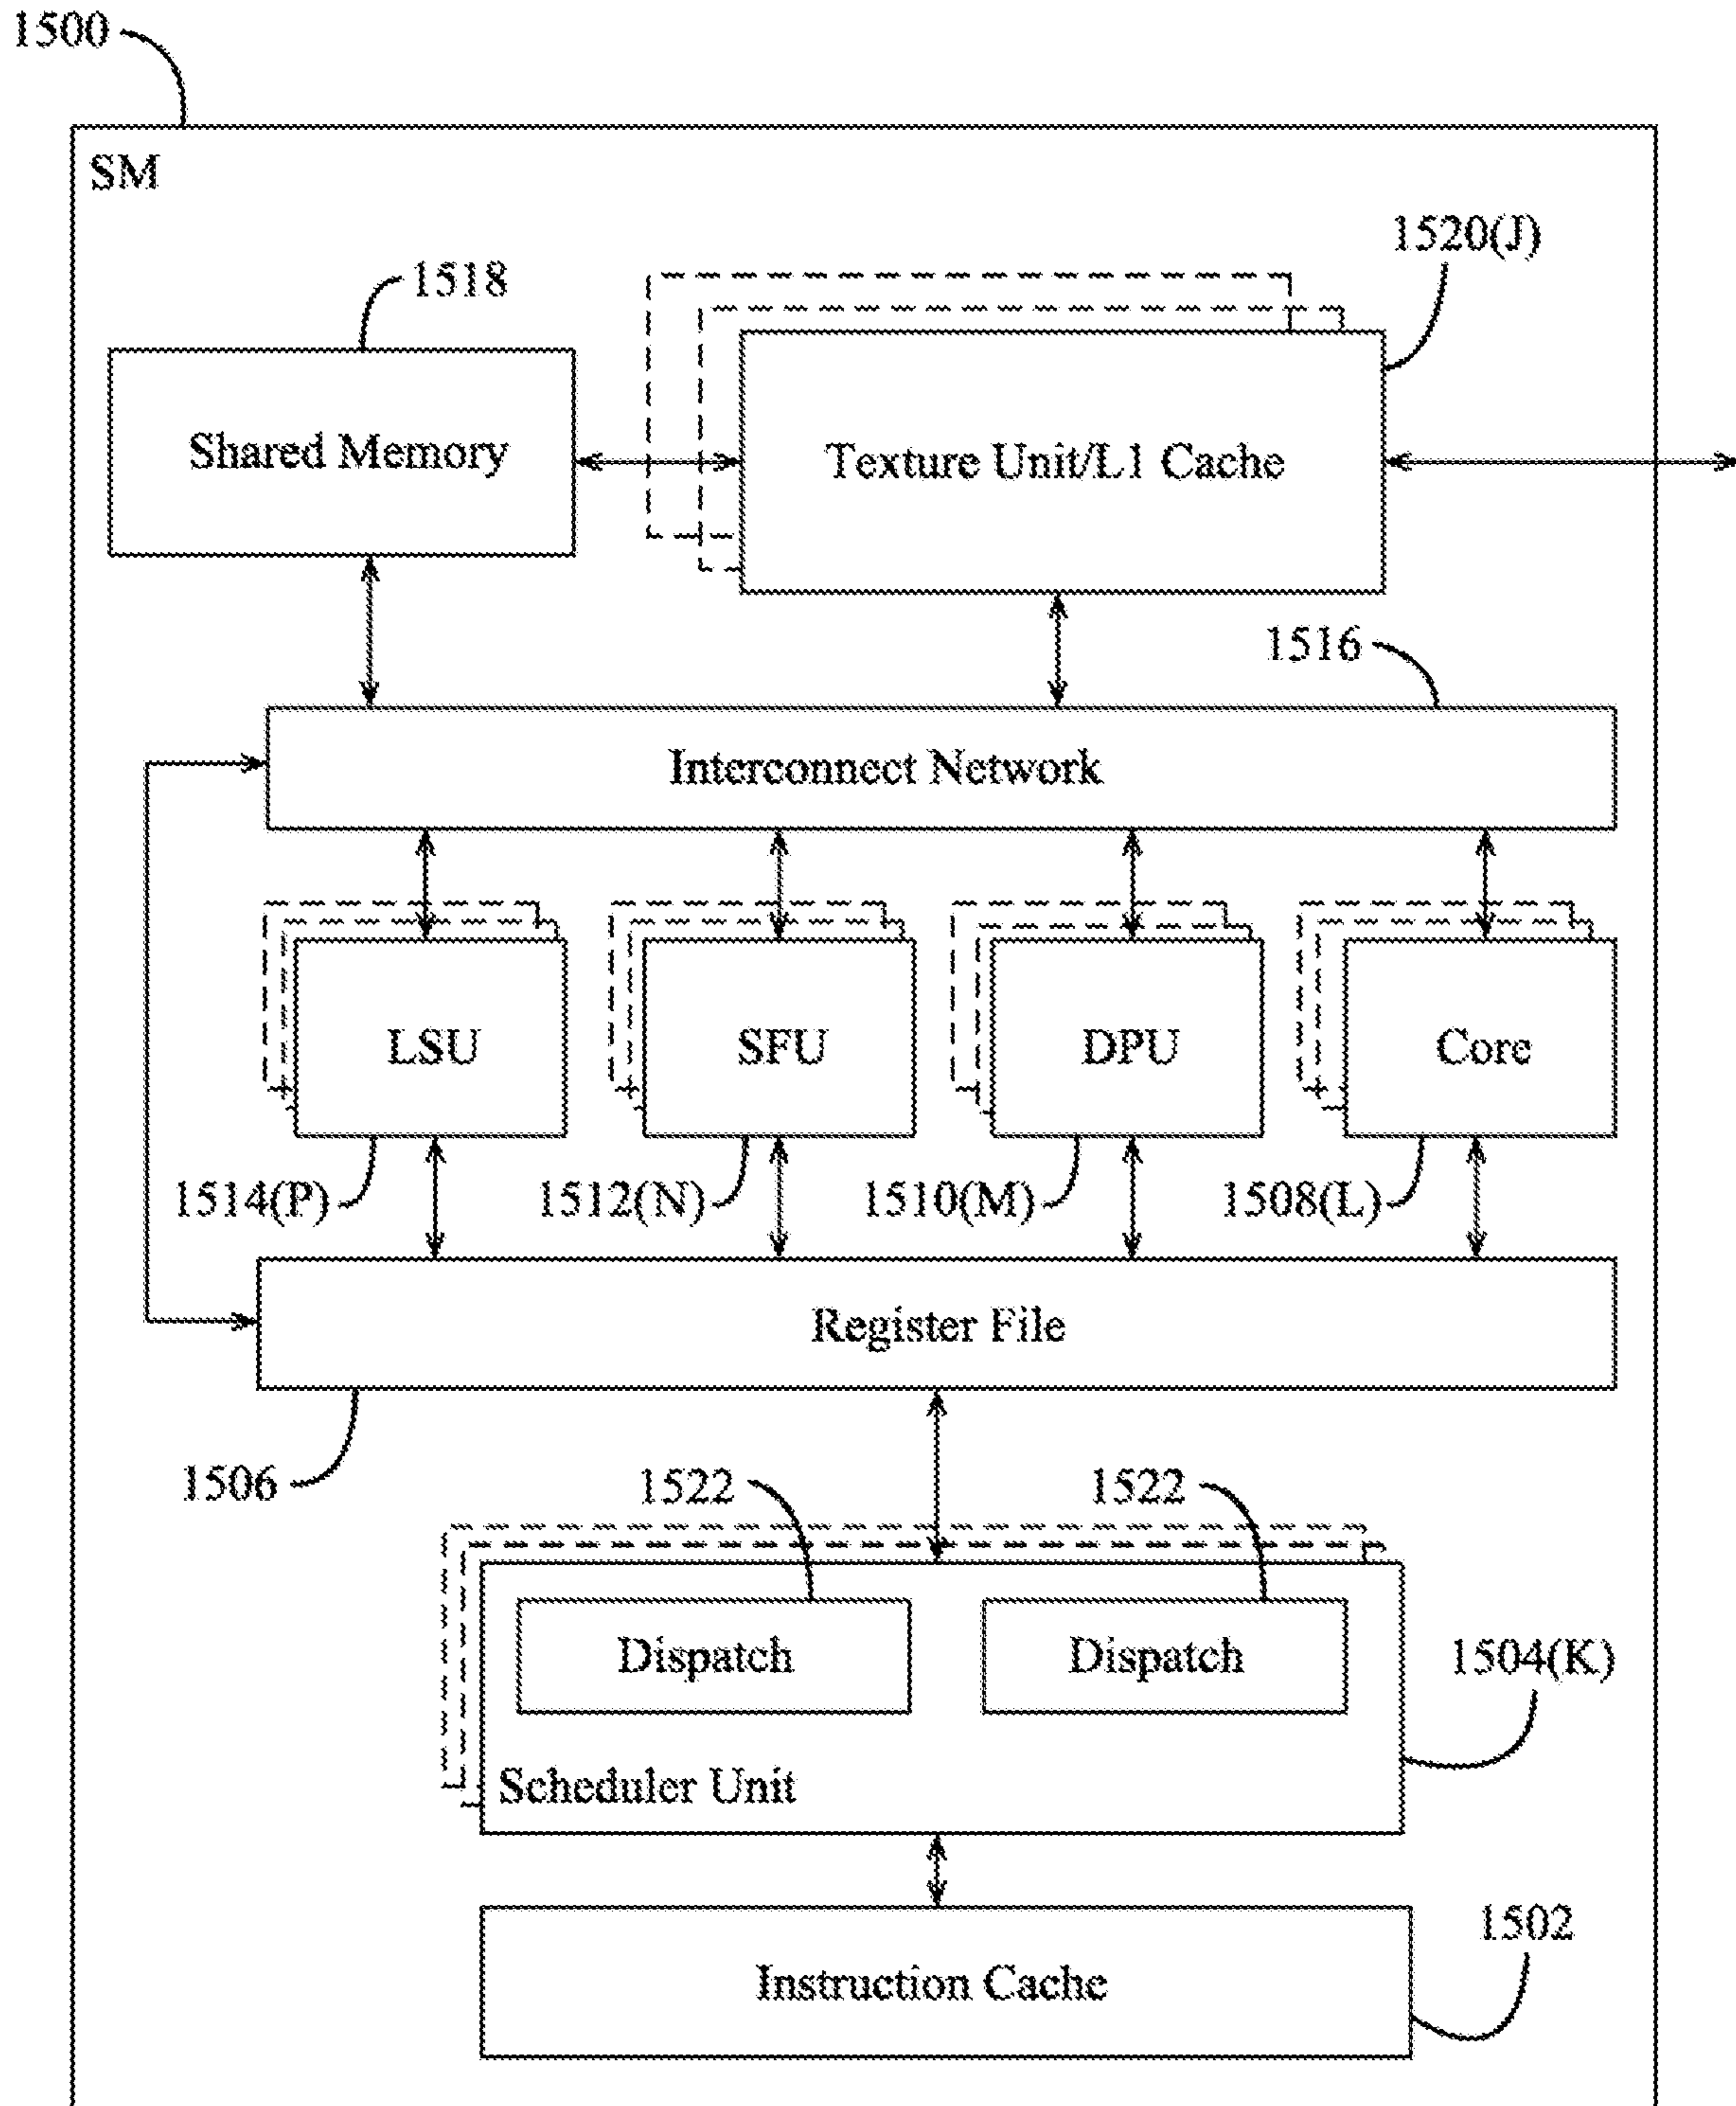 1500
SM
1520(J)
1518
Shared Memory
Texture Unit/L1 Cache
1516
Interconnect Network
LSU
SFU
DPU
Core
1514(P)
1512(N)
1510(M)
1508(L)
Register File
1506
1522
1522
Dispatch
Dispatch
1504(K)
Scheduler Unit
1502
Instruction Cache